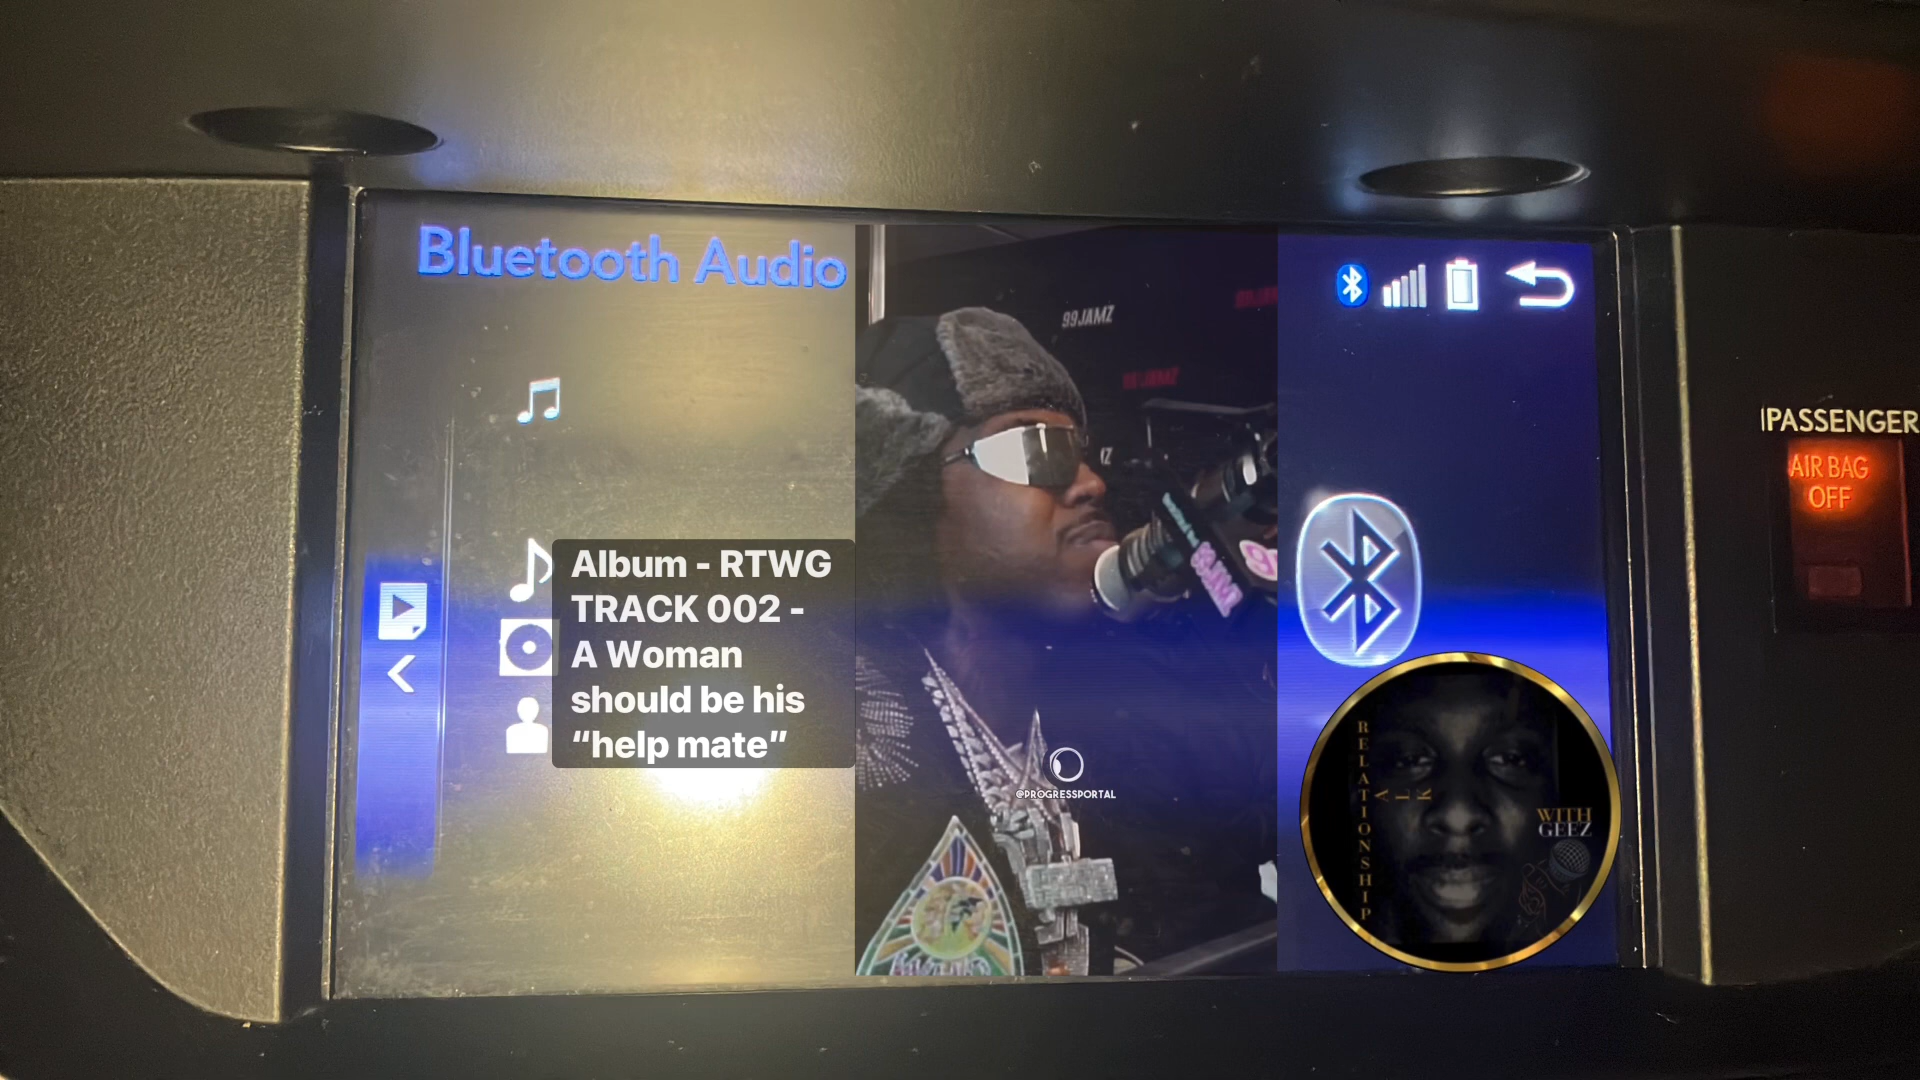 Bluetooth Audio
99JAMZ
99JAMZ
PASSENGER
AIR BAG
OFF
Album - RTWG
TRACK 002 -
A Woman
should be his
“help mate”
@PROGRESSPORTAL
RELATIONSHIP
WITH
GEEZ